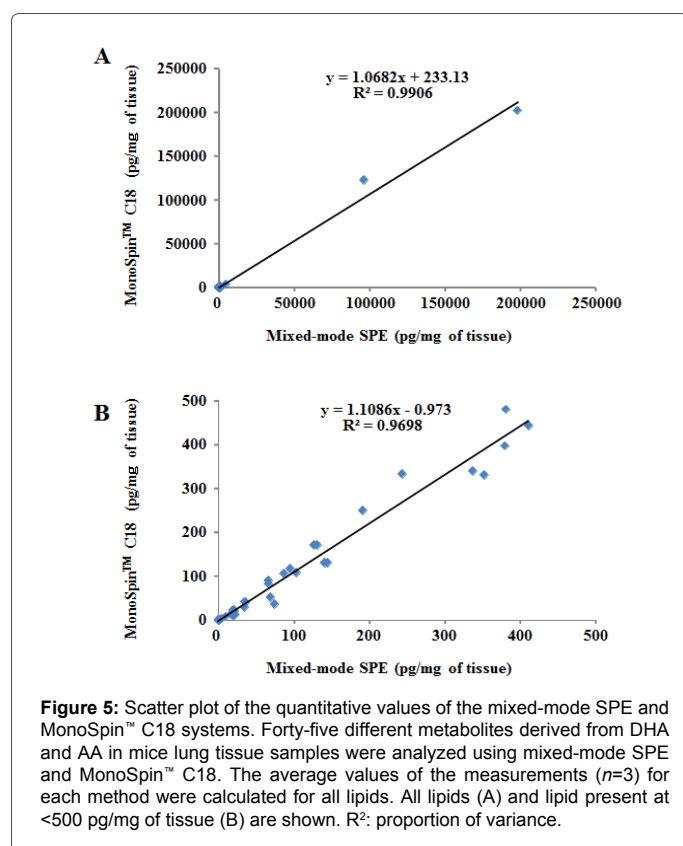 A
y = 1.0682x + 233.13
R² = 0.9906
250000
200000
150000
100000
50000
0
MonoSpin™ C18 (pg/mg of tissue)
0 50000 100000 150000 200000 250000
Mixed-mode SPE (pg/mg of tissue)
B
y = 1.1086x - 0.973
R² = 0.9698
500
400
300
200
100
0
MonoSpin™ C18 (pg/mg of tissue)
0 100 200 300 400 500
Mixed-mode SPE (pg/mg of tissue)
Figure 5: Scatter plot of the quantitative values of the mixed-mode SPE and
MonoSpin™ C18 systems. Forty-five different metabolites derived from DHA
and AA in mice lung tissue samples were analyzed using mixed-mode SPE
and MonoSpin™ C18. The average values of the measurements (n=3) for
each method were calculated for all lipids. All lipids (A) and lipid present at
<500 pg/mg of tissue (B) are shown. R²: proportion of variance.